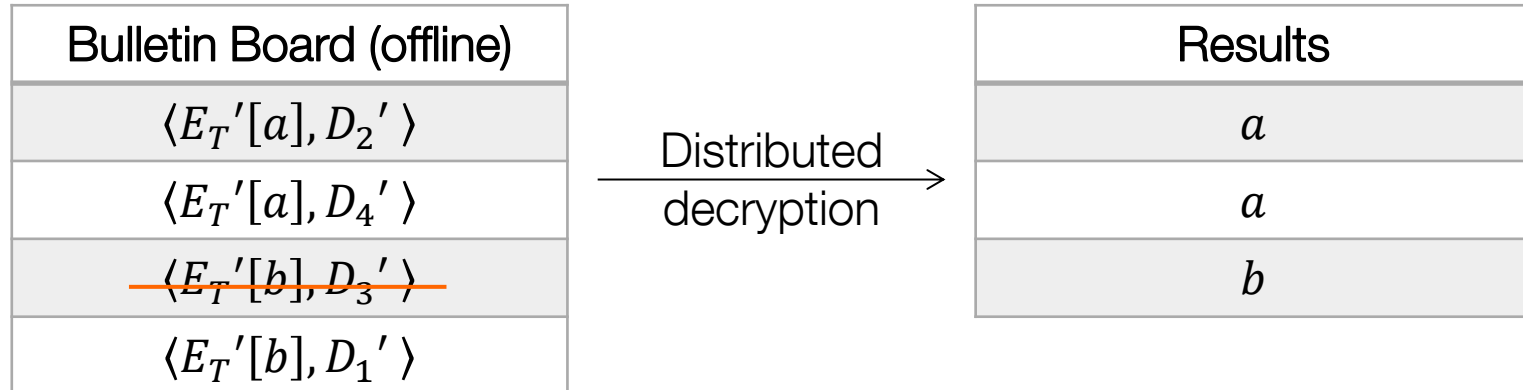 Bulletin Board (offline)
⟨E_T′[a], D_2′ ⟩
⟨E_T′[a], D_4′ ⟩
⟨E_T′[b], D_3′ ⟩
⟨E_T′[b], D_1′ ⟩
Distributed
decryption
Results
a
a
b